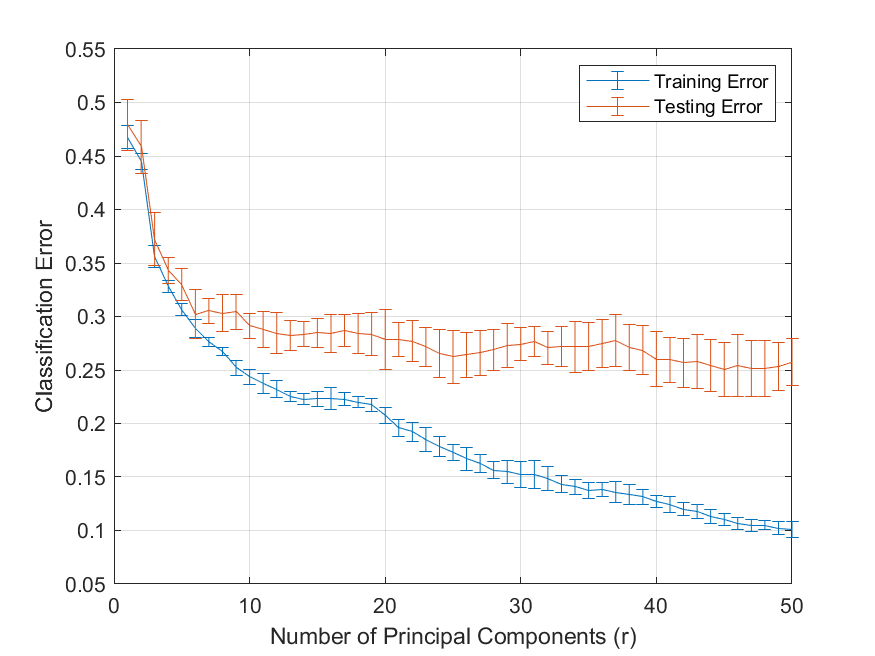 Training Error
Testing Error
Classification Error
0.55
0.5
0.45
0.4
0.35
0.3
0.25
0.2
0.15
0.1
0.05
0 10 20 30 40 50
Number of Principal Components (r)